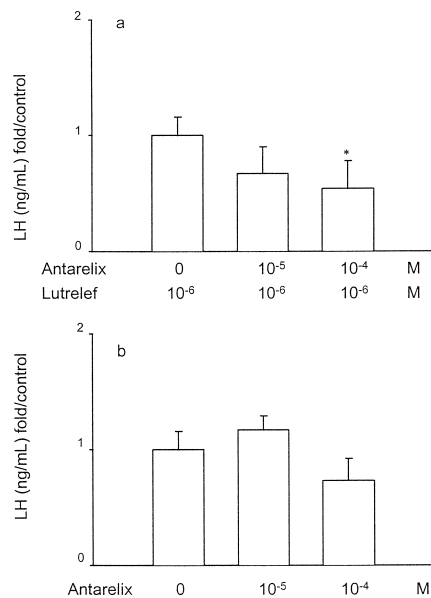 2
a
LH (ng/mL) fold/control
1
*
0
Antarelix 0 10⁻⁵ 10⁻⁴ M
Lutrelef 10⁻⁶ 10⁻⁶ 10⁻⁶ M
2
b
LH (ng/mL) fold/control
1
0
Antarelix 0 10⁻⁵ 10⁻⁴ M